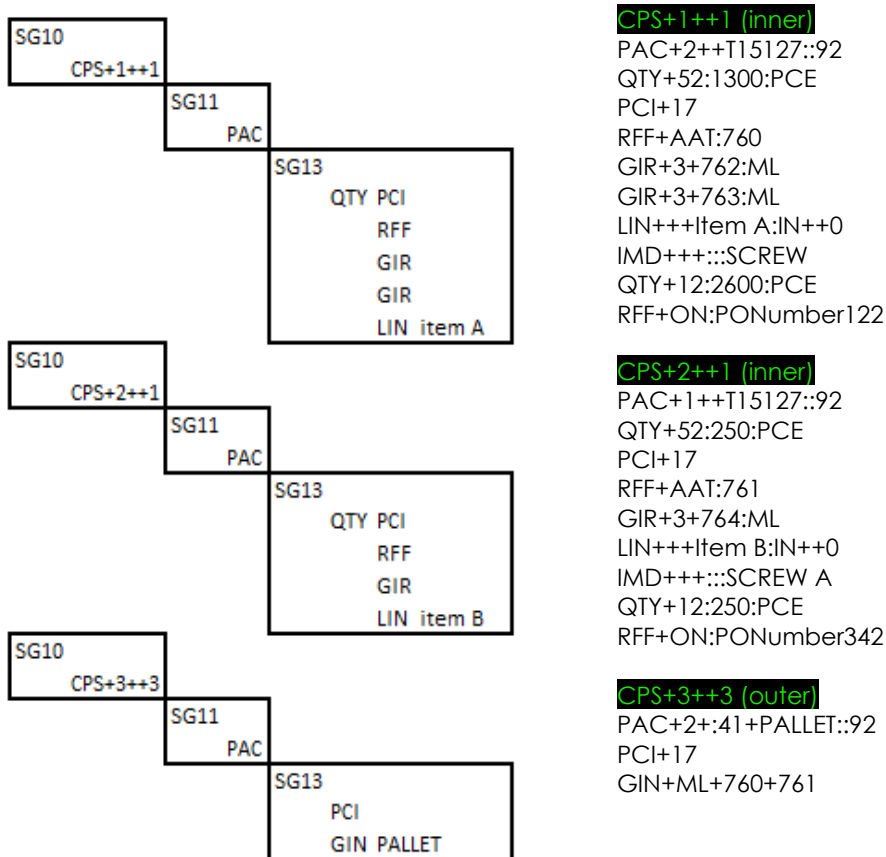 SG10
CPS+1++1
SG11
PAC
SG13
QTY PCI
RFF
GIR
GIR
LIN item A
SG10
CPS+2++1
SG11
PAC
SG13
QTY PCI
RFF
GIR
LIN item B
SG10
CPS+3++3
SG11
PAC
SG13
PCI
GIN PALLET
CPS+1++1 (inner)
PAC+2++T15127::92
QTY+52:1300:PCE
PCI+17
RFF+AAT:760
GIR+3+762:ML
GIR+3+763:ML
LIN+++Item A:IN++0
IMD+++:::SCREW
QTY+12:2600:PCE
RFF+ON:PONumber122
CPS+2++1 (inner)
PAC+1++T15127::92
QTY+52:250:PCE
PCI+17
RFF+AAT:761
GIR+3+764:ML
LIN+++Item B:IN++0
IMD+++:::SCREW A
QTY+12:250:PCE
RFF+ON:PONumber342
CPS+3++3 (outer)
PAC+2+:41+PALLET::92
PCI+17
GIN+ML+760+761